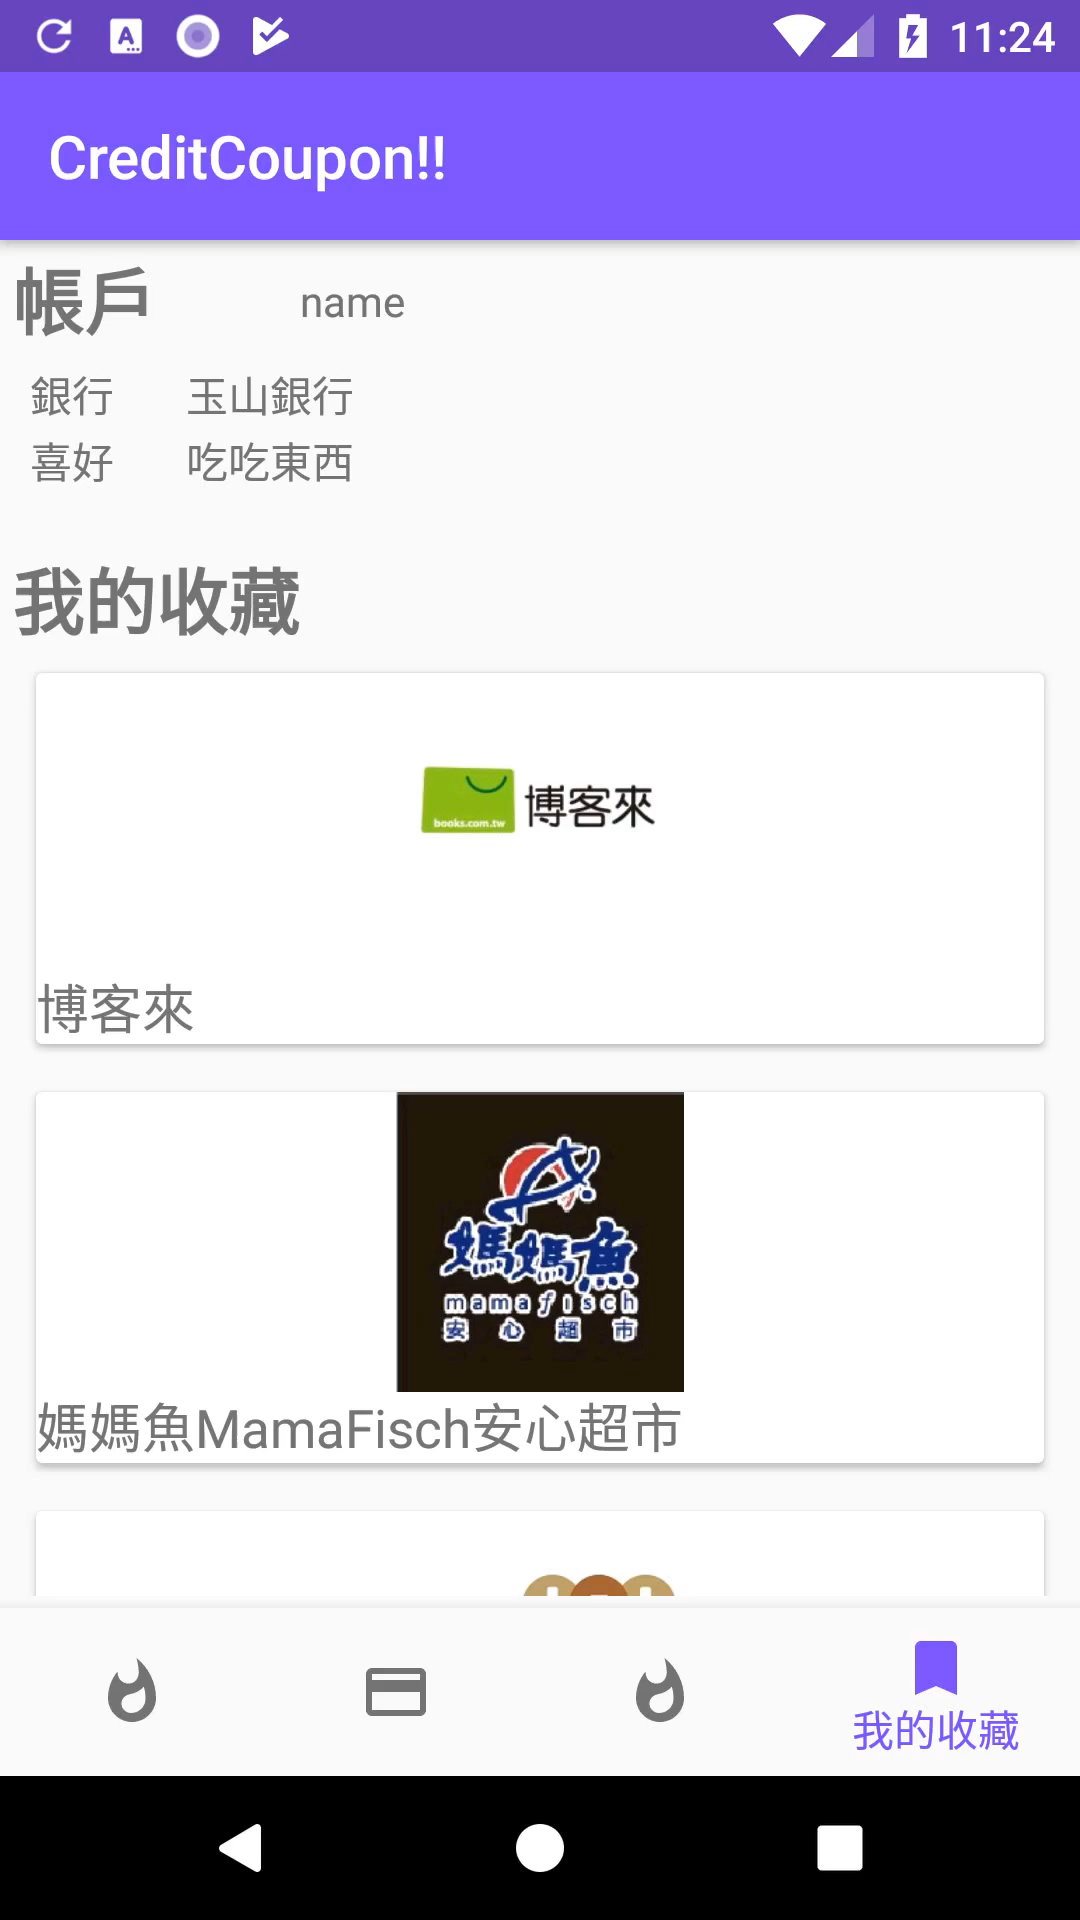 11:24
CreditCoupon!!
帳戶 name
銀行 玉山銀行
喜好 吃吃東西
我的收藏
books.com.tw 博客來
博客來
媽媽魚
mamafisch
安心超市
媽媽魚MamaFisch安心超市
我的收藏